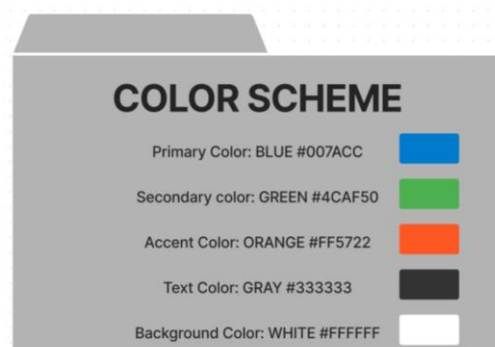 COLOR SCHEME
Primary Color: BLUE #007ACC
Secondary color: GREEN #4CAF50
Accent Color: ORANGE #FF5722
Text Color: GRAY #333333
Background Color: WHITE #FFFFFF